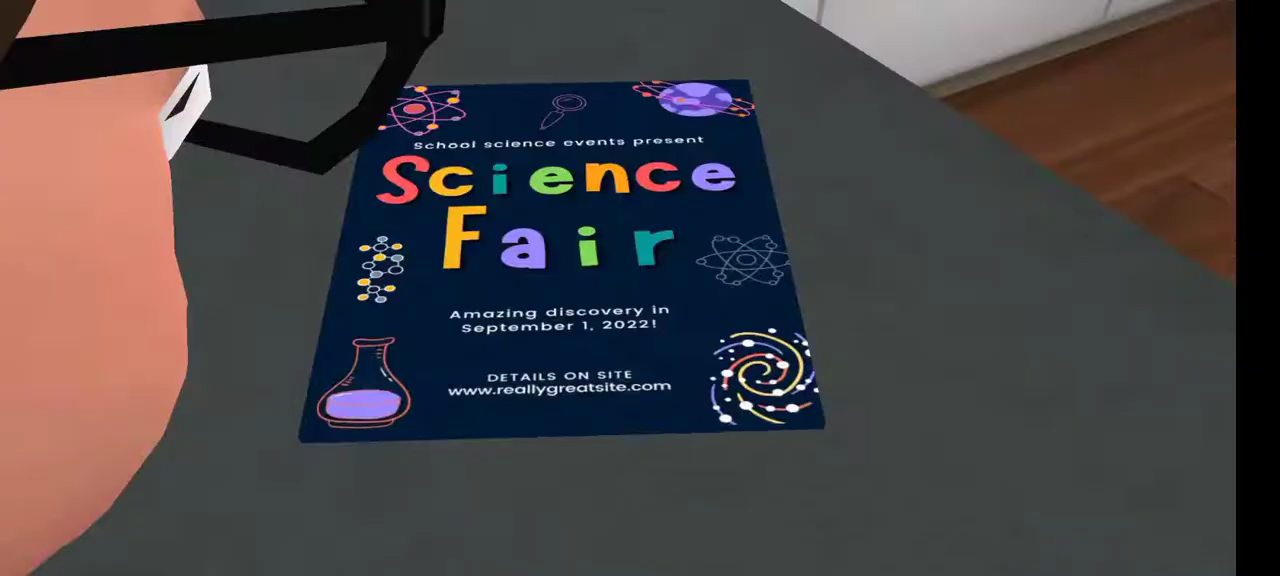 School science events present
Science
Fair
Amazing discovery in
September 1, 2022!
DETAILS ON SITE
www.reallygreatsite.com